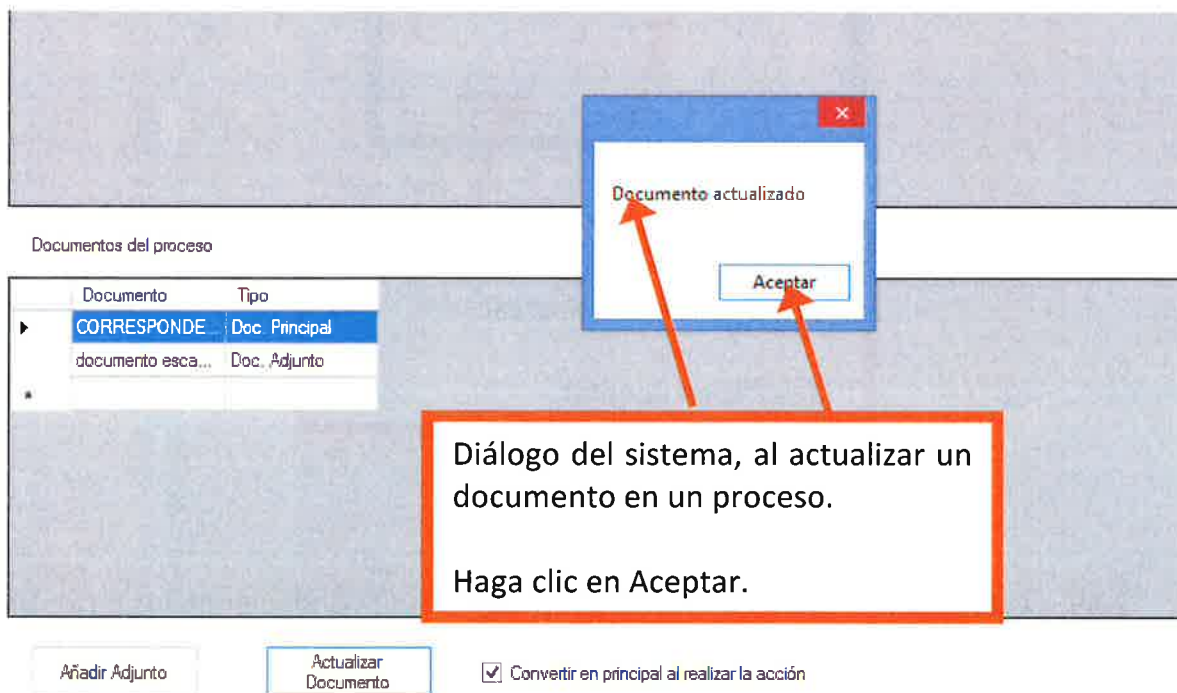 Documento actualizado
Aceptar
Documentos del proceso
Documento Tipo
CORRESPONDE... Doc. Principal
documento esca... Doc. Adjunto
Diálogo del sistema, al actualizar un
documento en un proceso.
Haga clic en Aceptar.
Añadir Adjunto
Actualizar
Documento
Convertir en principal al realizar la acción